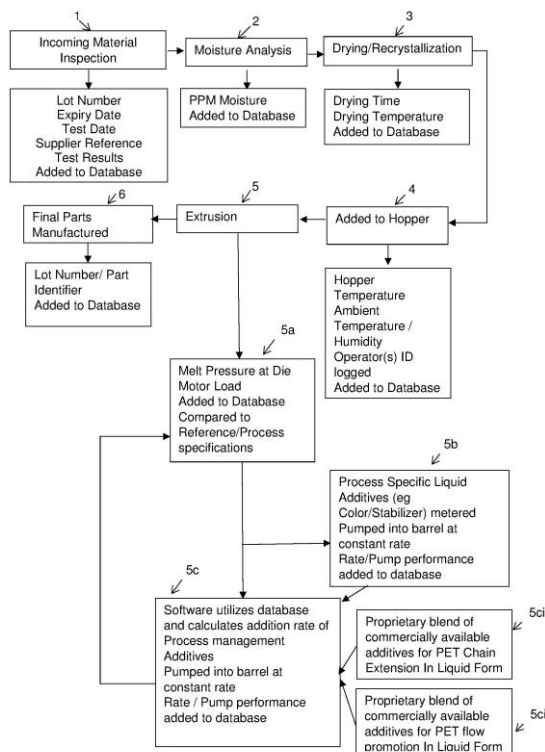 1
Incoming Material
Inspection
2
Moisture Analysis
3
Drying/Recrystallization
Lot Number
Expiry Date
Test Date
Supplier Reference
Test Results
Added to Database
PPM Moisture
Added to Database
Drying Time
Drying Temperature
Added to Database
6
Final Parts
Manufactured
5
Extrusion
4
Added to Hopper
Lot Number/ Part
Identifier
Added to Database
Hopper
Temperature
Ambient
Temperature /
Humidity
Operator(s) ID
logged
Added to Database
5a
Melt Pressure at Die
Motor Load
Added to Database
Compared to
Reference/Process
specifications
5b
Process Specific Liquid
Additives (eg
Color/Stabilizer) metered
Pumped into barrel at
constant rate
Rate/Pump performance
added to database
5c
Software utilizes database
and calculates addition rate of
Process management
Additives
Pumped into barrel at
constant rate
Rate / Pump performance
added to database
5ci
Proprietary blend of
commercially available
additives for PET Chain
Extension In Liquid Form
5ci
Proprietary blend of
commercially available
additives for PET flow
promotion In Liquid Form